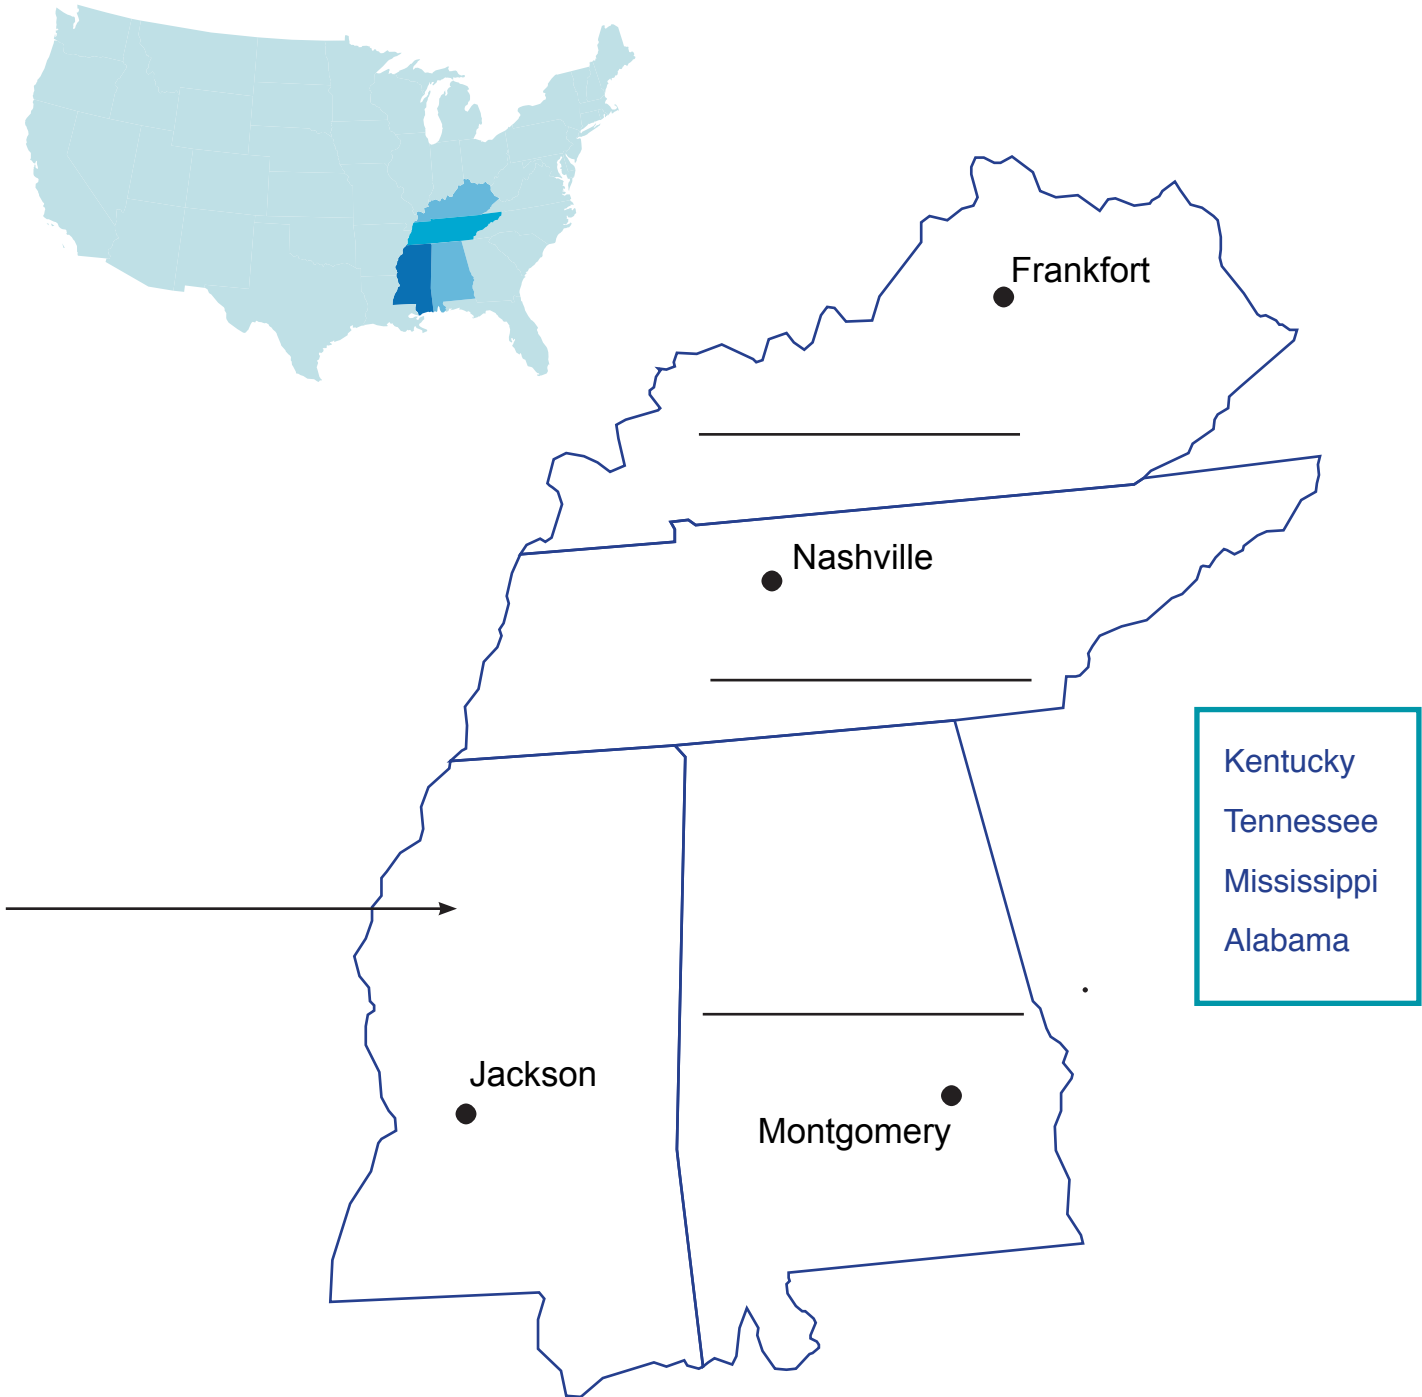 Frankfort
Nashville
Kentucky
Tennessee
Mississippi
Alabama
Jackson
Montgomery